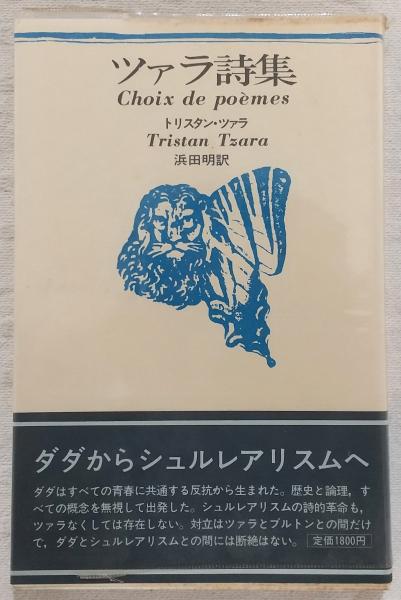 ツァラ詩集
Choix de poèmes
トリスタン・ツァラ
Tristan Tzara
浜田明訳
ダダからシュルレアリスムへ
ダダはすべての青春に共通する反抗から生まれた。歴史と論理，す
べての概念を無視して出発した。シュルレアリスムの詩的革命も，
ツァラなくしては存在しない。対立はツァラとブルトンとの間だけ
で，ダダとシュルレアリスムとの間には断絶はない。 定価1800円